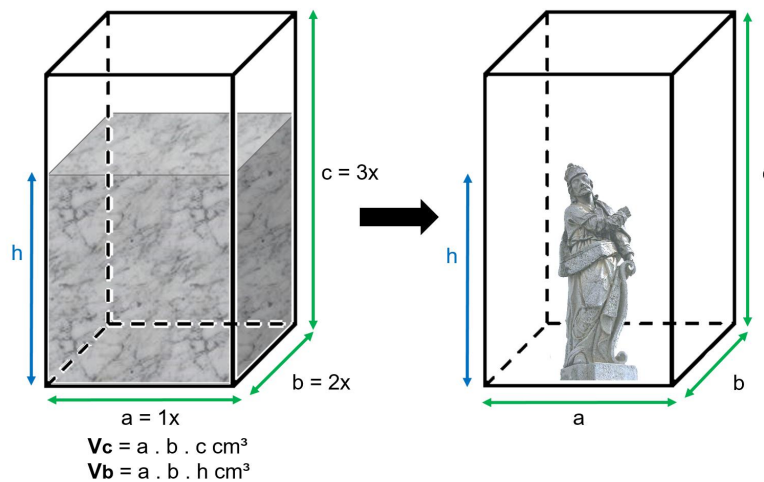 c = 3x
h
b = 2x
a = 1x
Vc = a . b . c cm³
Vb = a . b . h cm³
h
b
a